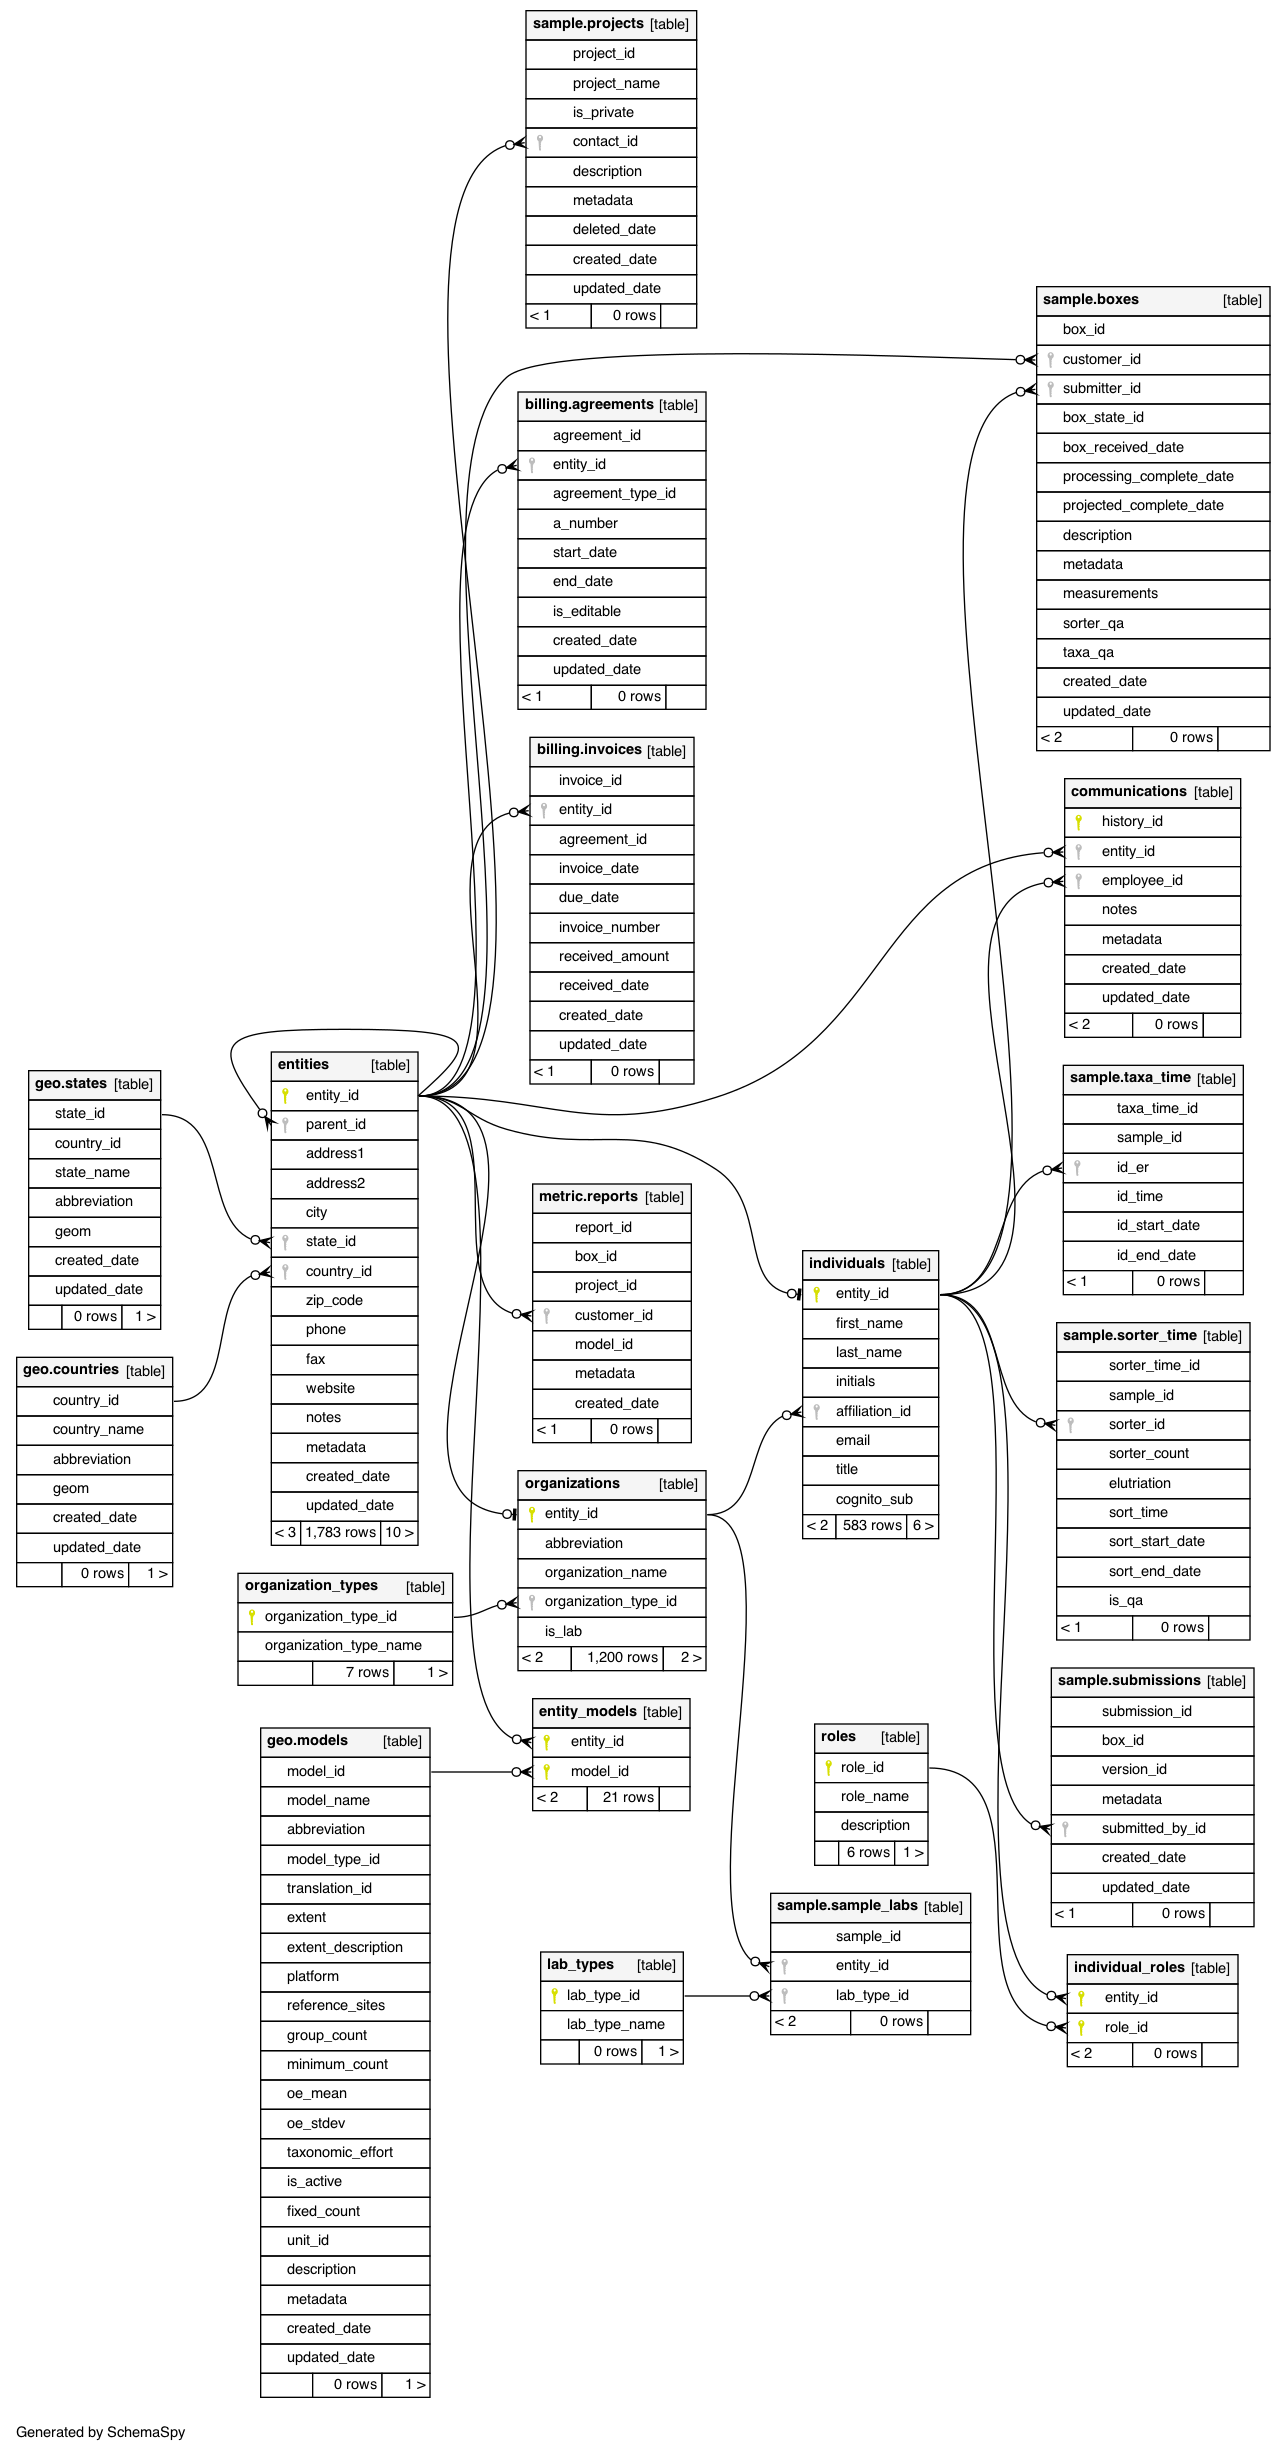 sample.projects [table]
project_id
project_name
is_private
contact_id
description
metadata
deleted_date
created_date
updated_date
< 1 0 rows
sample.boxes [table]
box_id
customer_id
submitter_id
box_state_id
box_received_date
processing_complete_date
projected_complete_date
description
metadata
measurements
sorter_qa
taxa_qa
created_date
updated_date
< 2 0 rows
billing.agreements [table]
agreement_id
entity_id
agreement_type_id
a_number
start_date
end_date
is_editable
created_date
updated_date
< 1 0 rows
billing.invoices [table]
invoice_id
entity_id
agreement_id
invoice_date
due_date
invoice_number
received_amount
received_date
created_date
updated_date
< 1 0 rows
communications [table]
history_id
entity_id
employee_id
notes
metadata
created_date
updated_date
< 2 0 rows
entities [table]
entity_id
parent_id
address1
address2
city
state_id
country_id
zip_code
phone
fax
website
notes
metadata
created_date
updated_date
< 3 1,783 rows 10 >
geo.states [table]
state_id
country_id
state_name
abbreviation
geom
created_date
updated_date
0 rows 1 >
geo.countries [table]
country_id
country_name
abbreviation
geom
created_date
updated_date
0 rows 1 >
sample.taxa_time [table]
taxa_time_id
sample_id
id_er
id_time
id_start_date
id_end_date
< 1 0 rows
metric.reports [table]
report_id
box_id
project_id
customer_id
model_id
metadata
created_date
< 1 0 rows
individuals [table]
entity_id
first_name
last_name
initials
affiliation_id
email
title
cognito_sub
< 2 583 rows 6 >
sample.sorter_time [table]
sorter_time_id
sample_id
sorter_id
sorter_count
elutriation
sort_time
sort_start_date
sort_end_date
is_qa
< 1 0 rows
organizations [table]
entity_id
abbreviation
organization_name
organization_type_id
is_lab
< 2 1,200 rows 2 >
organization_types [table]
organization_type_id
organization_type_name
7 rows 1 >
entity_models [table]
entity_id
model_id
< 2 21 rows
sample.submissions [table]
submission_id
box_id
version_id
metadata
submitted_by_id
created_date
updated_date
< 1 0 rows
roles [table]
role_id
role_name
description
6 rows 1 >
geo.models [table]
model_id
model_name
abbreviation
model_type_id
translation_id
extent
extent_description
platform
reference_sites
group_count
minimum_count
oe_mean
oe_stdev
taxonomic_effort
is_active
fixed_count
unit_id
description
metadata
created_date
updated_date
0 rows 1 >
sample.sample_labs [table]
sample_id
entity_id
lab_type_id
< 2 0 rows
lab_types [table]
lab_type_id
lab_type_name
0 rows 1 >
individual_roles [table]
entity_id
role_id
< 2 0 rows
Generated by SchemaSpy